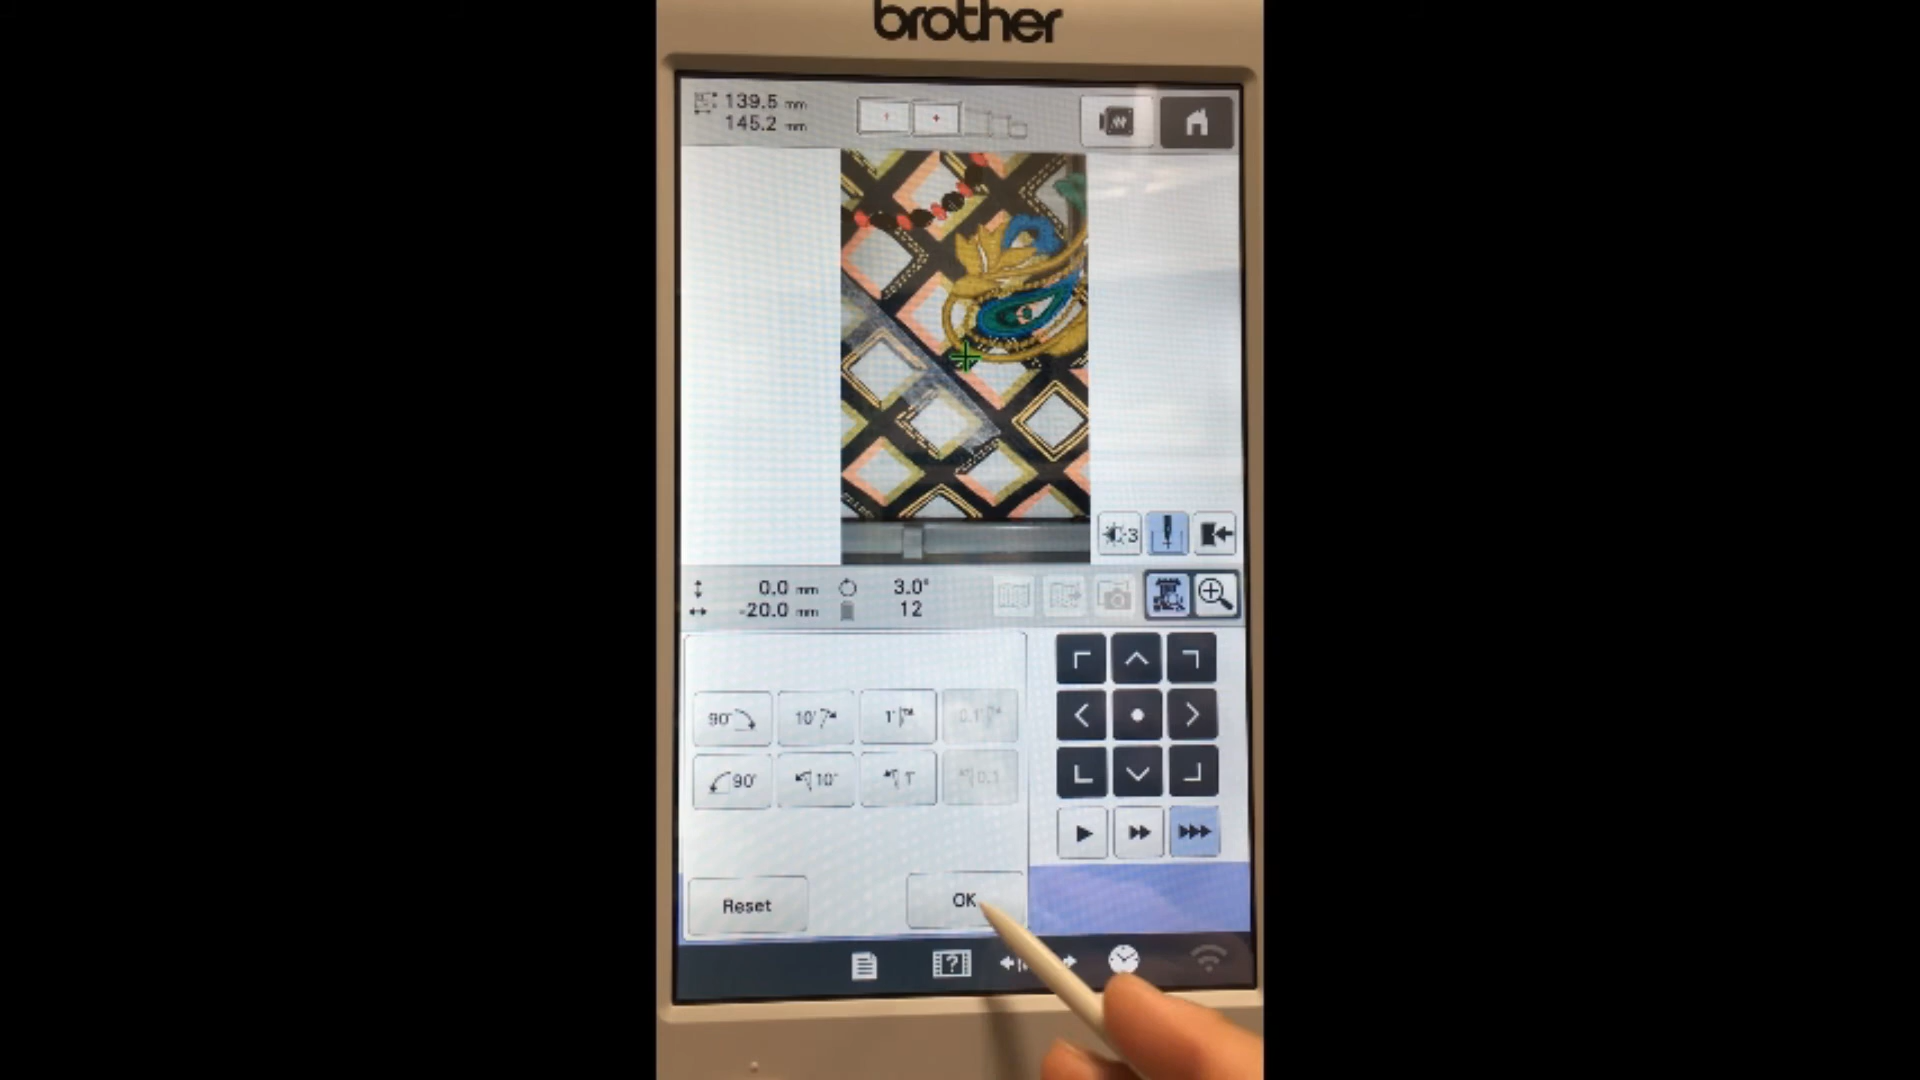 brother
139.5 mm
145.2 mm
:3
0.0 mm 3.0°
-20.0 mm 12
90° 10° 1° 0.1°
90° 10° 1° 0.1
Reset OK
?